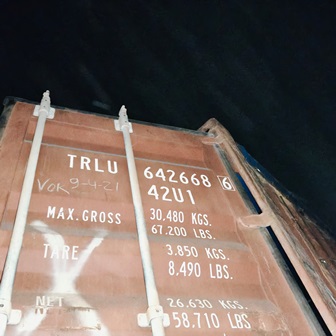 TRLU 642668 6
VOK 9-4-21
42U1
MAX.GROSS 30.480 KGS.
67.200 LBS.
TARE 3.850 KGS.
8.490 LBS.
NET 26,630 KGS.
58,710 LBS